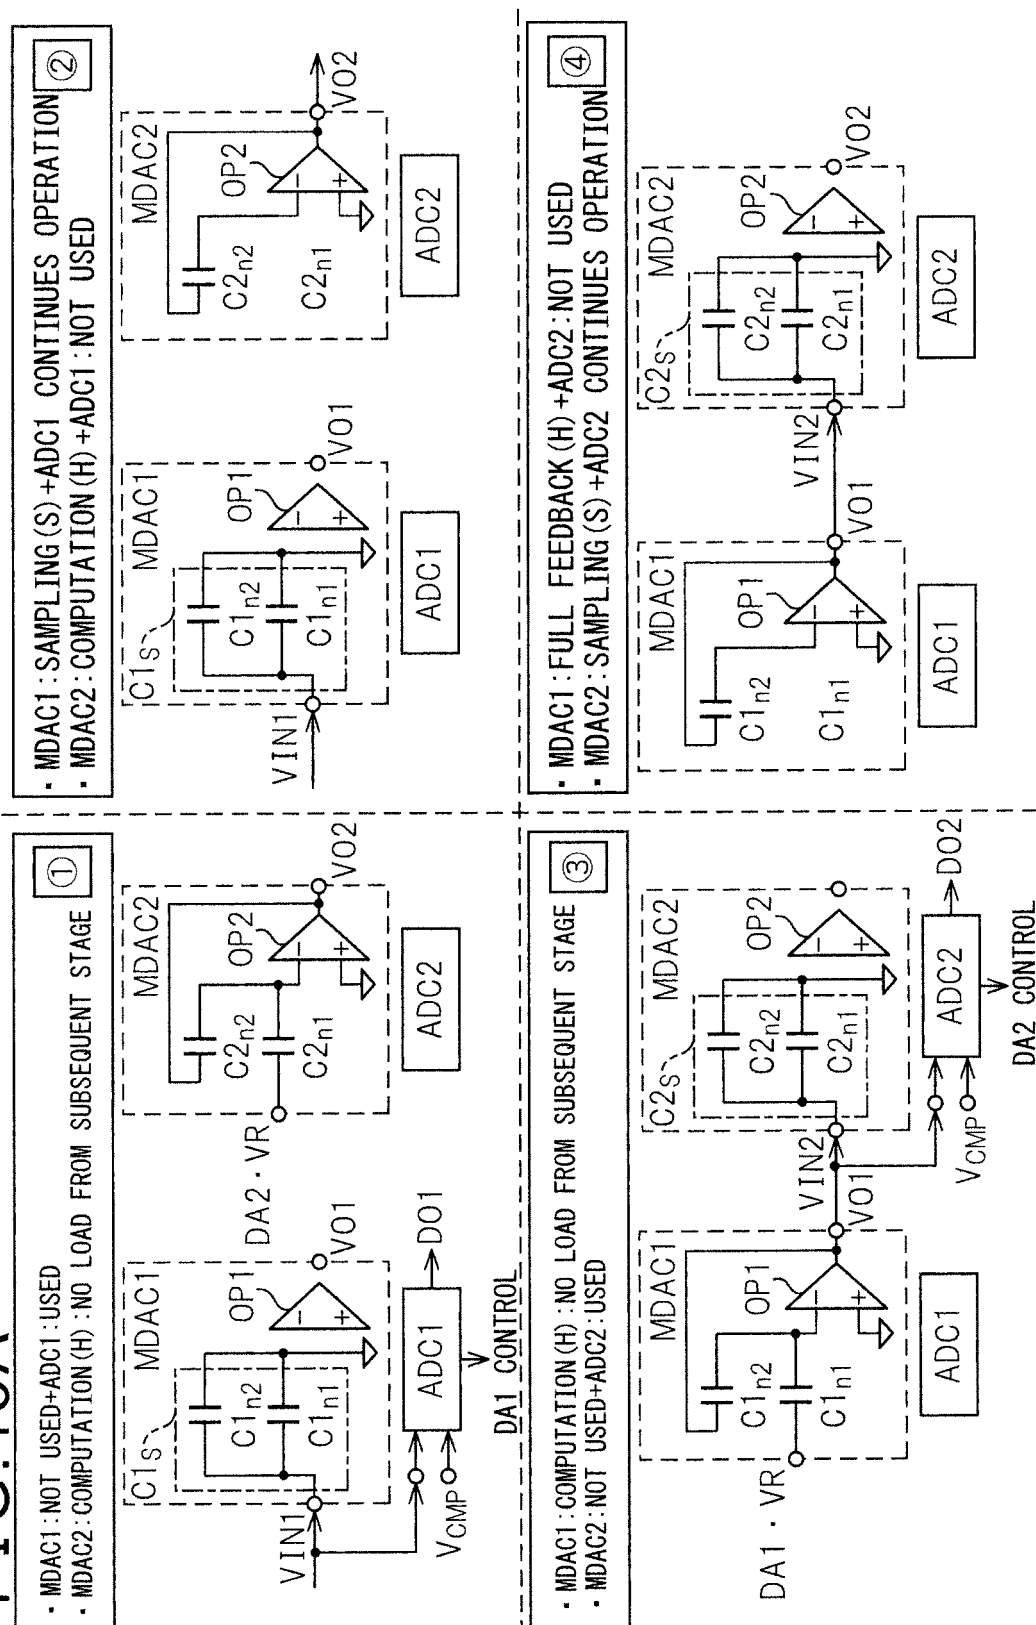 · MDAC1:NOT USED+ADC1:USED
· MDAC2:COMPUTATION(H):NO LOAD FROM SUBSEQUENT STAGE
①
MDAC1
C1S
C1n2
C1n1
OP1
VO1
VIN1
ADC1
DO1
VCMP
DA1 CONTROL
MDAC2
C2n2
C2n1
OP2
VO2
DA2·VR
ADC2
· MDAC1:SAMPLING(S)+ADC1 CONTINUES OPERATION
· MDAC2:COMPUTATION(H)+ADC1:NOT USED
②
MDAC1
C1S
C1n2
C1n1
OP1
VO1
VIN1
ADC1
MDAC2
C2n2
C2n1
OP2
VO2
ADC2
· MDAC1:COMPUTATION(H):NO LOAD FROM SUBSEQUENT STAGE
· MDAC2:NOT USED+ADC2:USED
③
MDAC1
C1n2
C1n1
OP1
VO1
DA1·VR
ADC1
MDAC2
C2S
C2n2
C2n1
OP2
VIN2
ADC2
DO2
VCMP
DA2 CONTROL
· MDAC1:FULL FEEDBACK(H)+ADC2:NOT USED
· MDAC2:SAMPLING(S)+ADC2 CONTINUES OPERATION
④
MDAC1
C1n2
C1n1
OP1
VO1
ADC1
MDAC2
C2S
C2n2
C2n1
OP2
VO2
VIN2
ADC2